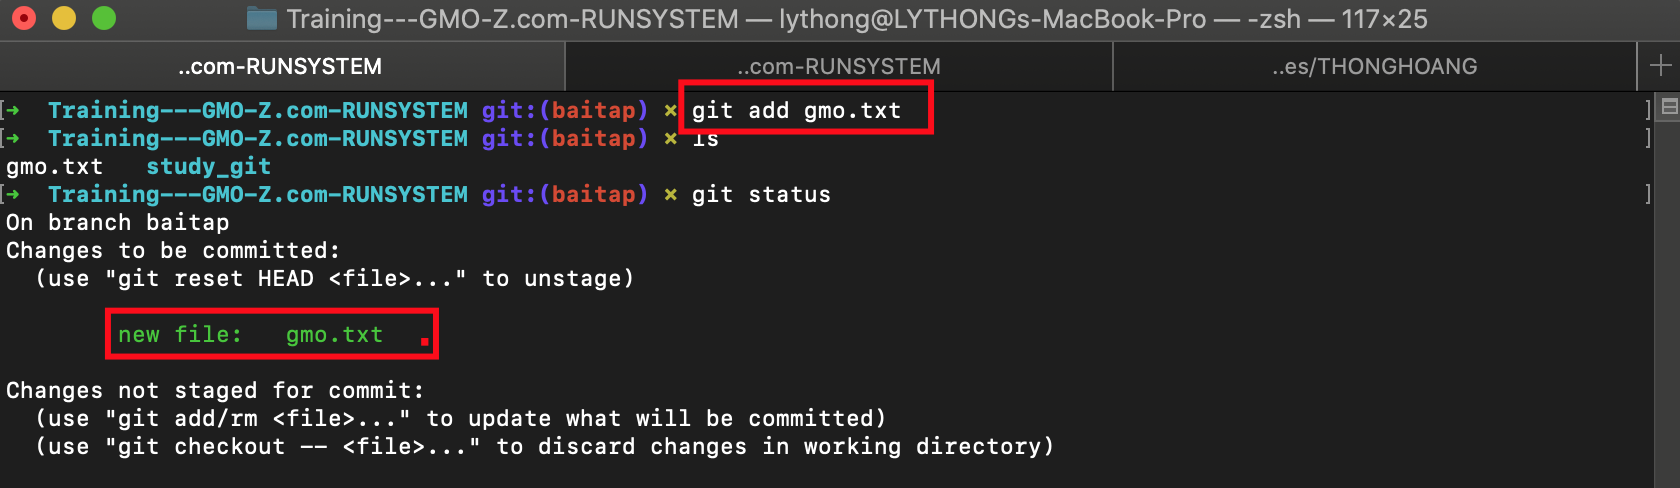 Training---GMO-Z.com-RUNSYSTEM — lythong@LYTHONGs-MacBook-Pro — -zsh — 117×25
..com-RUNSYSTEM ..com-RUNSYSTEM ..es/THONGHOANG +
[➜ Training---GMO-Z.com-RUNSYSTEM git:(baitap) × git add gmo.txt ]
[➜ Training---GMO-Z.com-RUNSYSTEM git:(baitap) × ls ]
gmo.txt study_git
[➜ Training---GMO-Z.com-RUNSYSTEM git:(baitap) × git status ]
On branch baitap
Changes to be committed:
(use "git reset HEAD <file>..." to unstage)
new file: gmo.txt
Changes not staged for commit:
(use "git add/rm <file>..." to update what will be committed)
(use "git checkout -- <file>..." to discard changes in working directory)